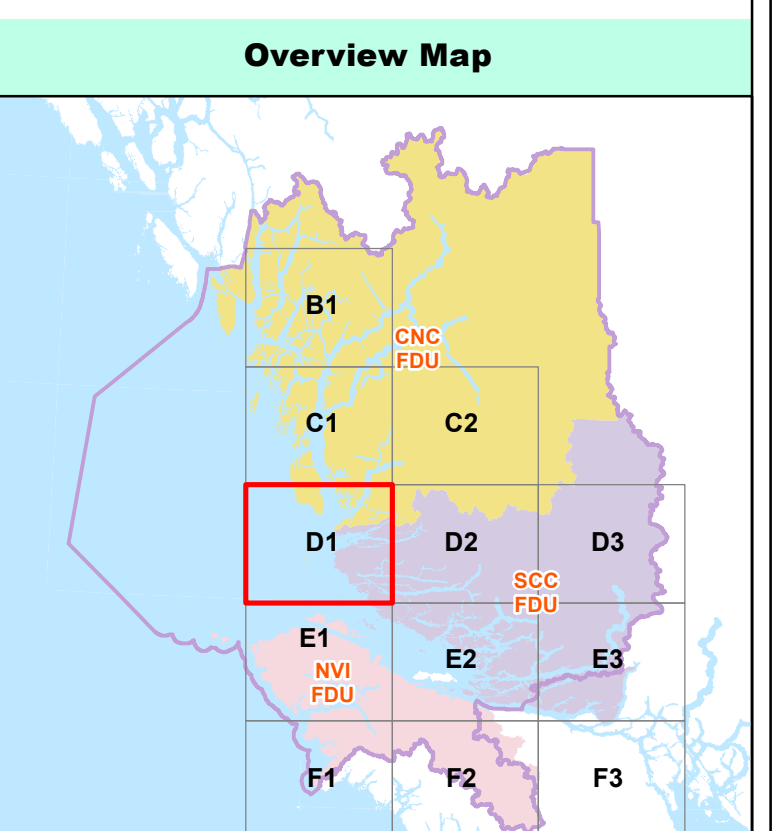 Overview Map
B1
CNC
FDU
C1
C2
D1
D2
D3
SCC
FDU
E1
E2
E3
NVI
FDU
F1
F2
F3